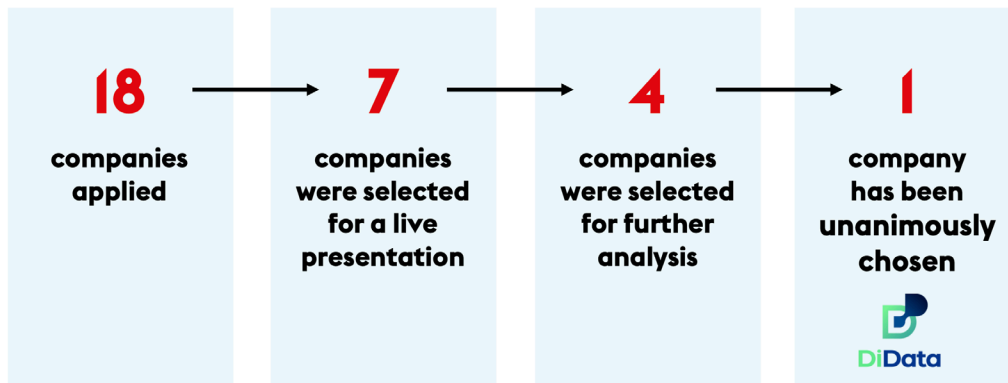 18
companies
applied
7
companies
were selected
for a live
presentation
4
companies
were selected
for further
analysis
1
company
has been
unanimously
chosen
DiData